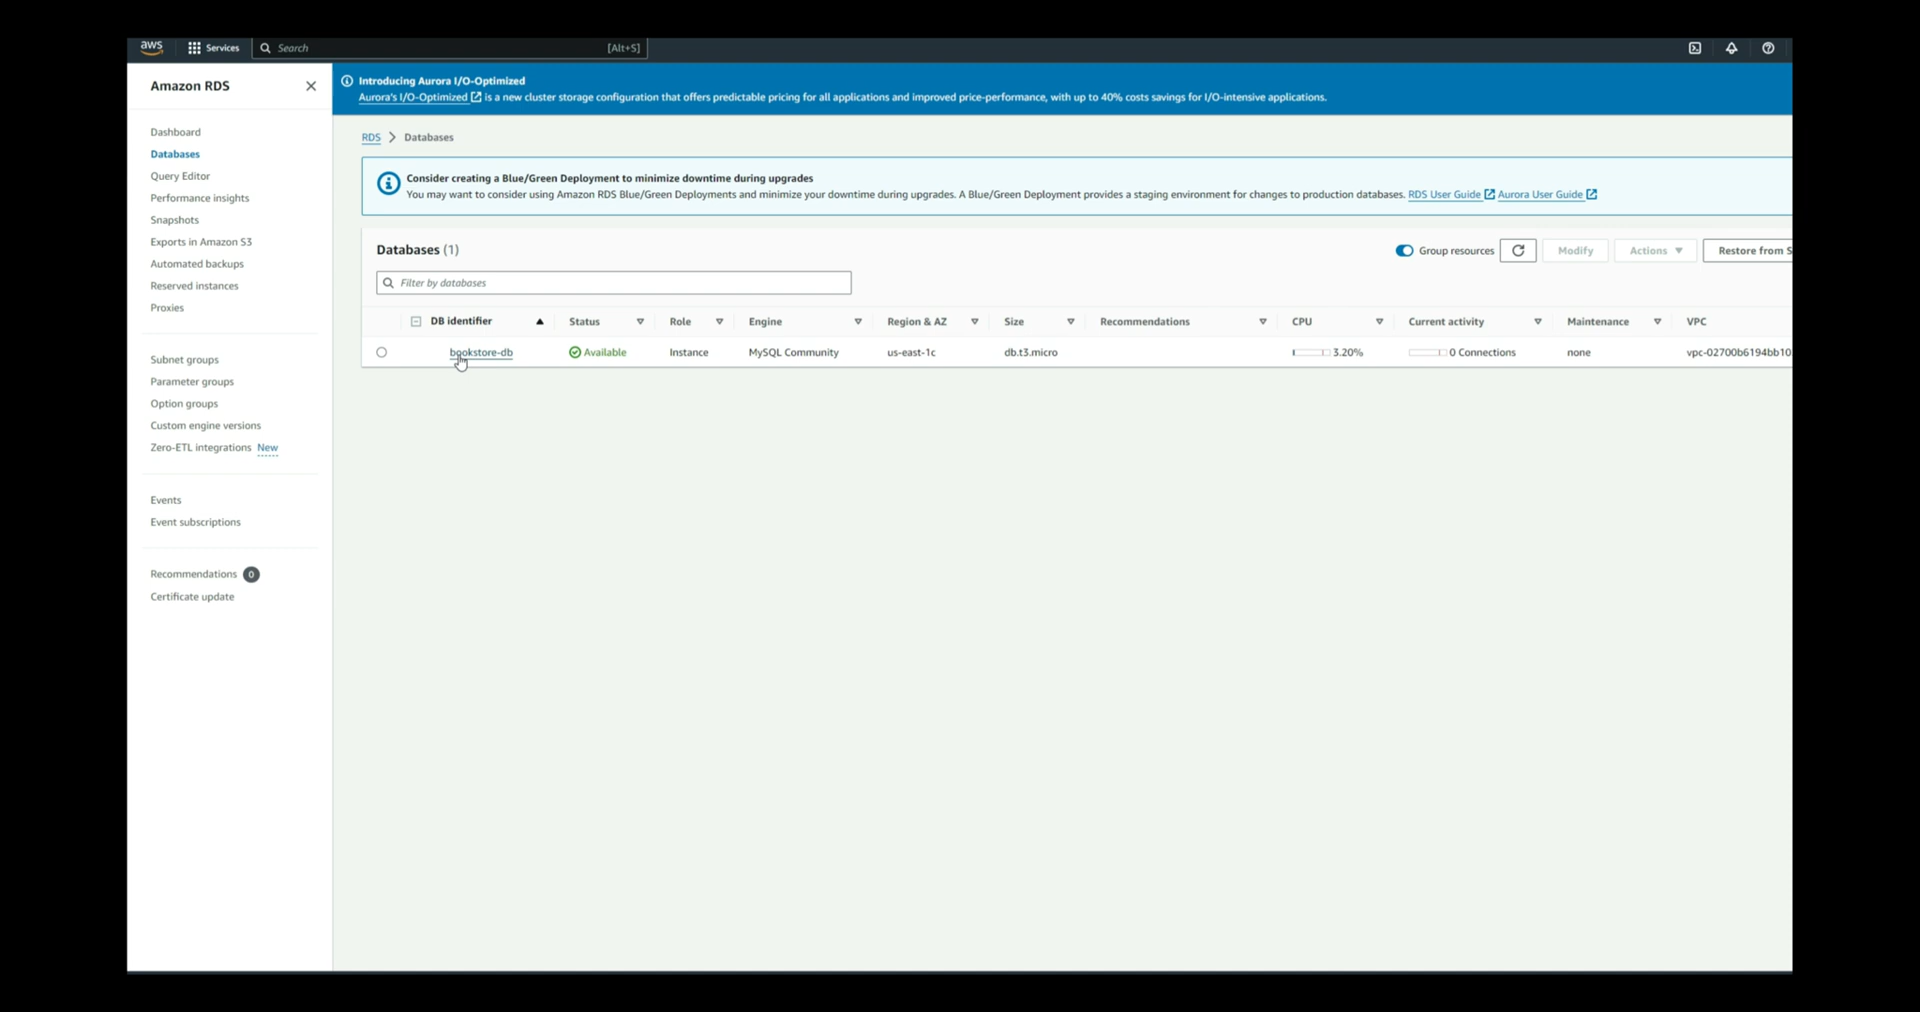 aws Services Search [Alt+S]
Amazon RDS
Dashboard
Databases
Query Editor
Performance insights
Snapshots
Exports in Amazon S3
Automated backups
Reserved instances
Proxies
Subnet groups
Parameter groups
Option groups
Custom engine versions
Zero-ETL integrations New
Events
Event subscriptions
Recommendations 0
Certificate update
Introducing Aurora I/O-Optimized
Aurora's I/O-Optimized is a new cluster storage configuration that offers predictable pricing for all applications and improved price-performance, with up to 40% costs savings for I/O-intensive applications.
RDS > Databases
Consider creating a Blue/Green Deployment to minimize downtime during upgrades
You may want to consider using Amazon RDS Blue/Green Deployments and minimize your downtime during upgrades. A Blue/Green Deployment provides a staging environment for changes to production databases. RDS User Guide Aurora User Guide
Databases (1) Group resources Modify Actions Restore from S
Filter by databases
DB identifier Status Role Engine Region & AZ Size Recommendations CPU Current activity Maintenance VPC
bookstore-db Available Instance MySQL Community us-east-1c db.t3.micro 3.20% 0 Connections none vpc-02700b6194bb10